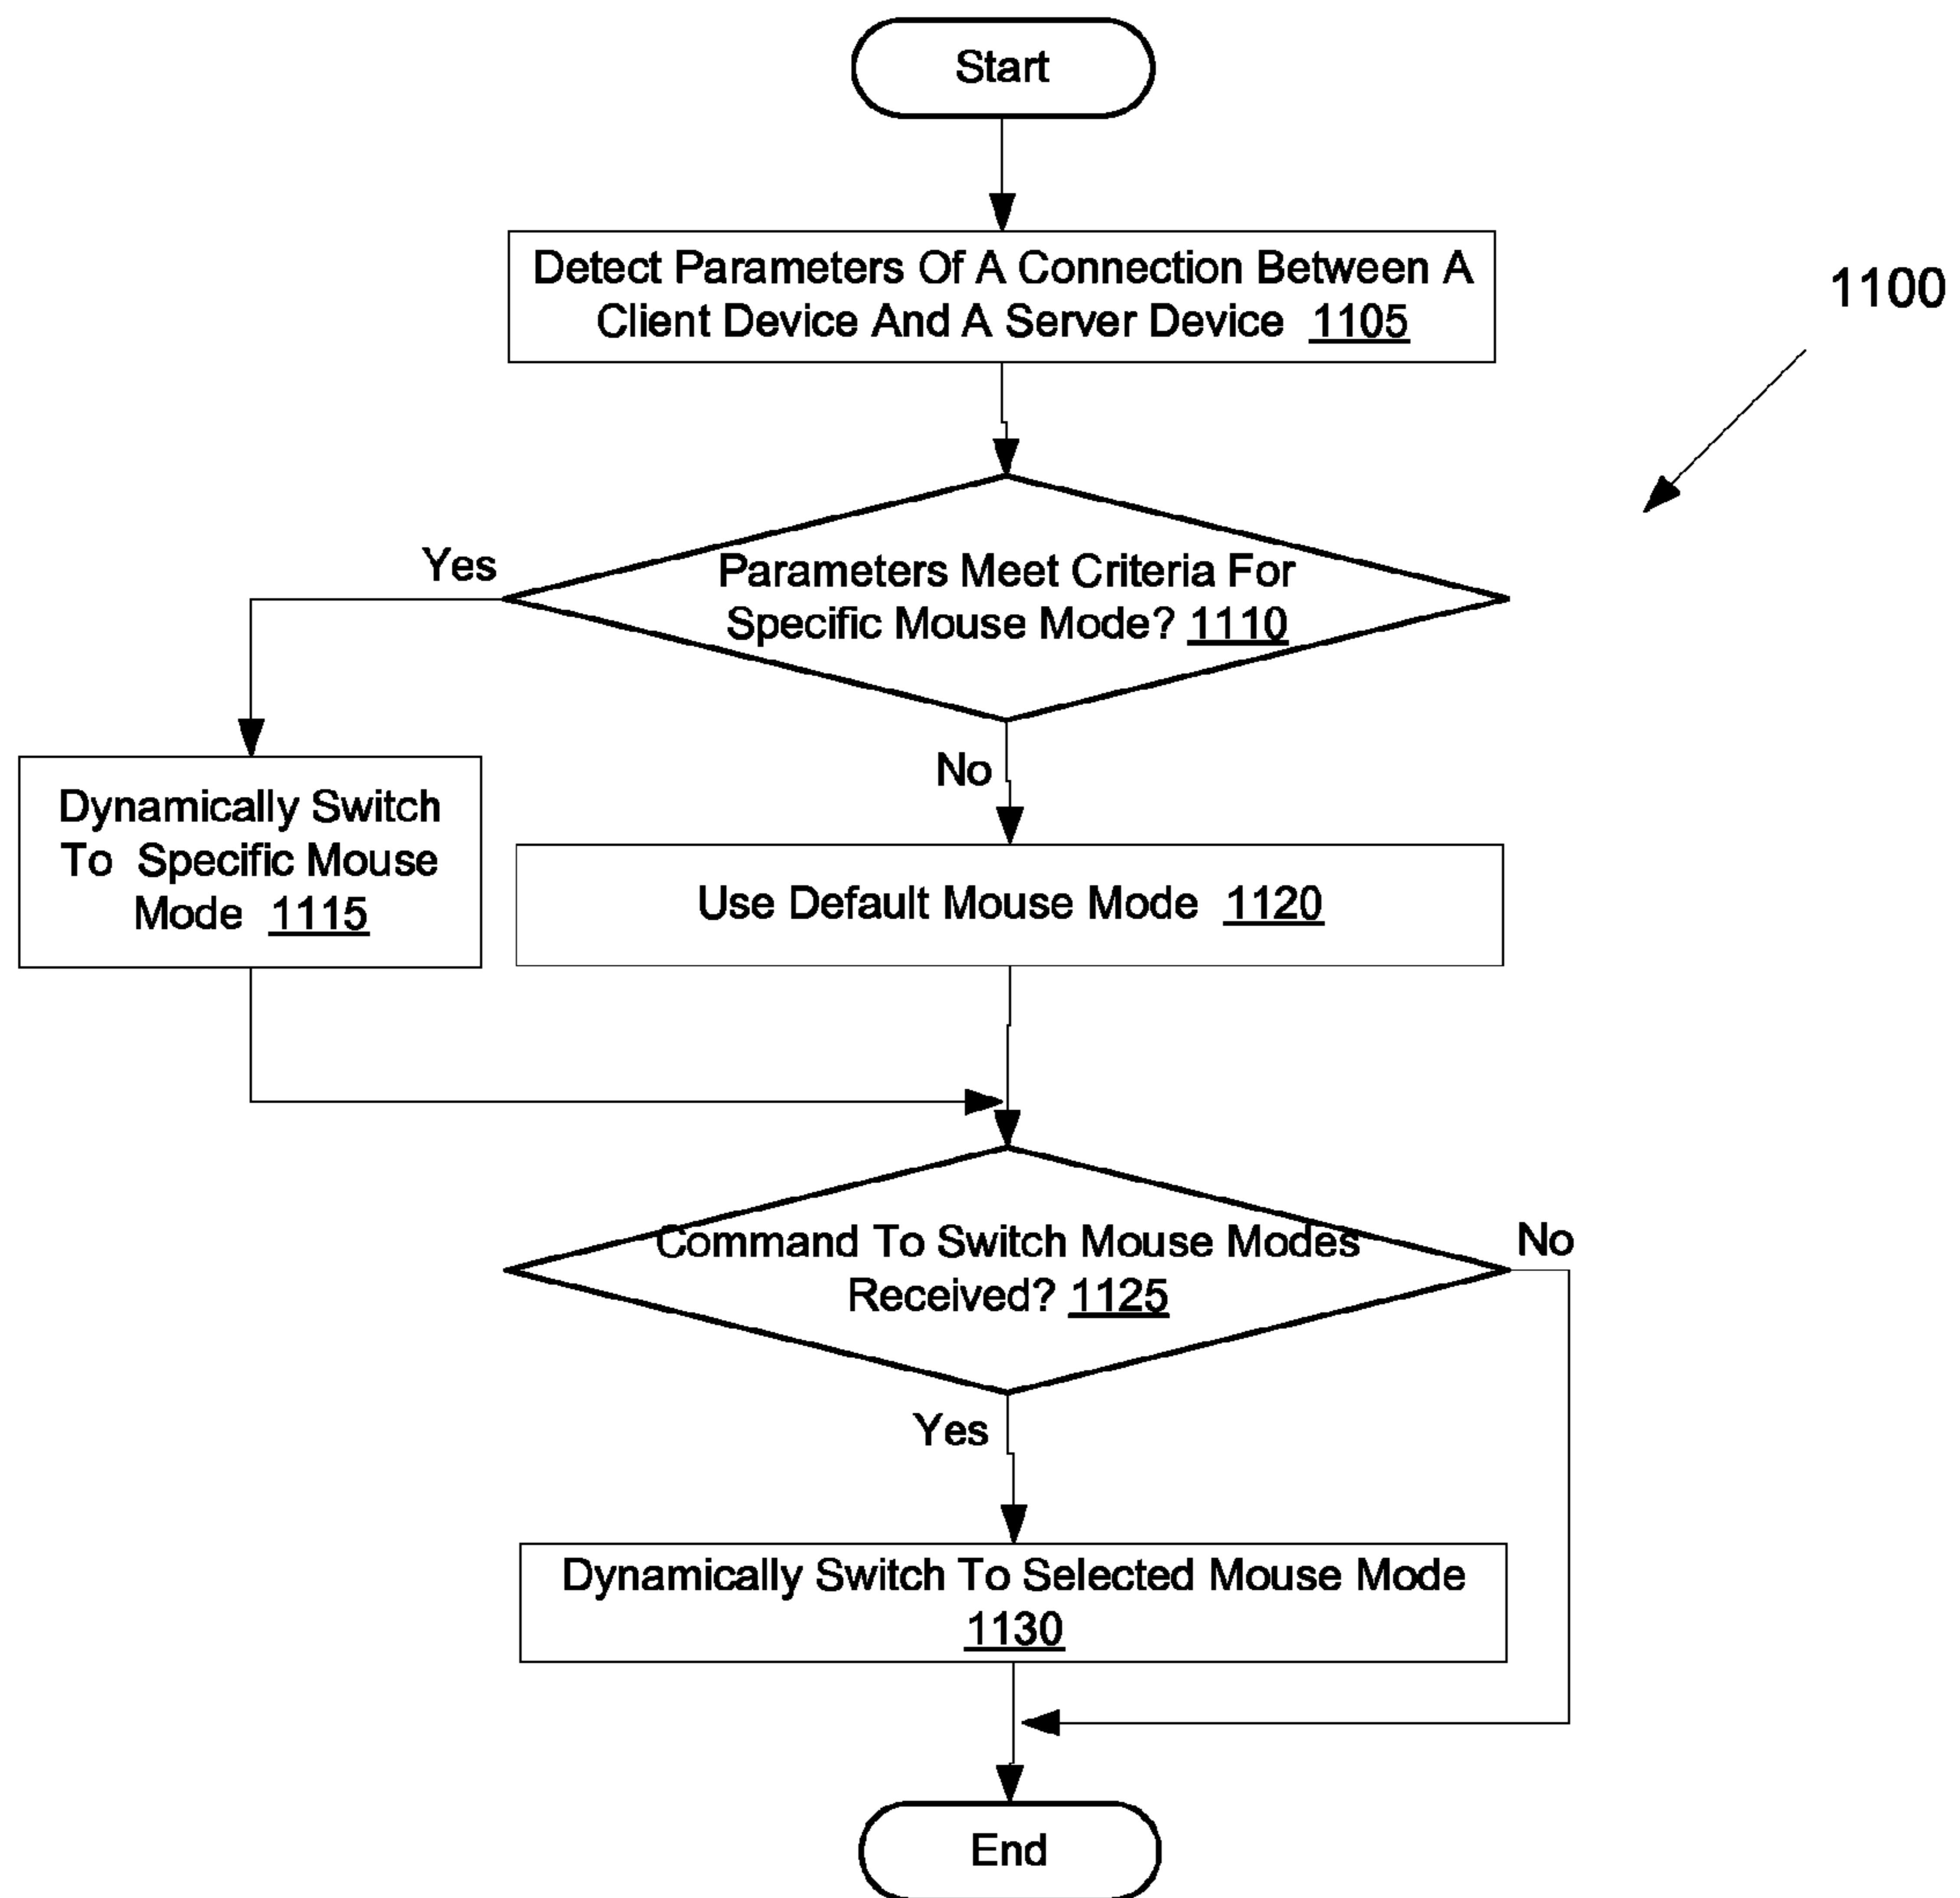 Start
Detect Parameters Of A Connection Between A
Client Device And A Server Device 1105
1100
Yes
Parameters Meet Criteria For
Specific Mouse Mode? 1110
No
Dynamically Switch
To Specific Mouse
Mode 1115
Use Default Mouse Mode 1120
Command To Switch Mouse Modes
Received? 1125
No
Yes
Dynamically Switch To Selected Mouse Mode
1130
End